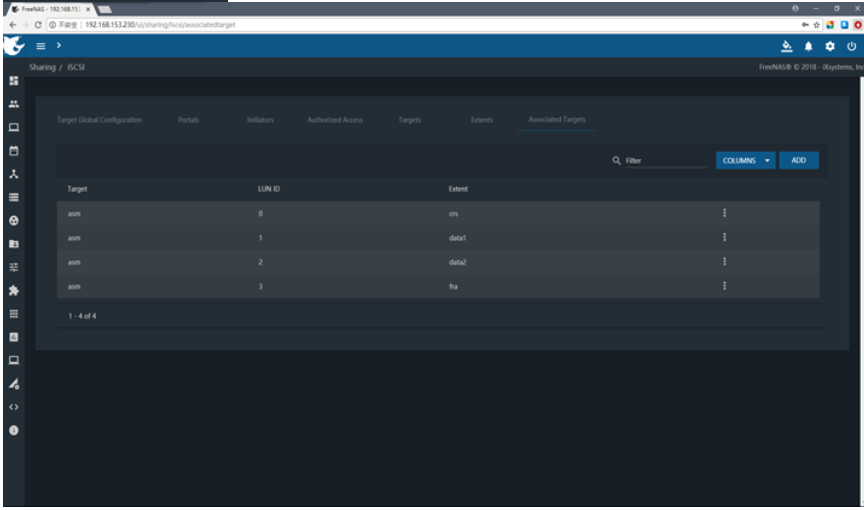 FreeNAS - 192.168.153
不安全 | 192.168.153.230/ui/sharing/iscsi/associatedtarget
Sharing / iSCSI
FreeNAS® © 2018 - iXsystems, Inc
Target Global Configuration Portals Initiators Authorized Access Targets Extents Associated Targets
Filter COLUMNS ADD
Target LUN ID Extent
asm 0 crs
asm 1 data1
asm 2 data2
asm 3 fra
1 - 4 of 4